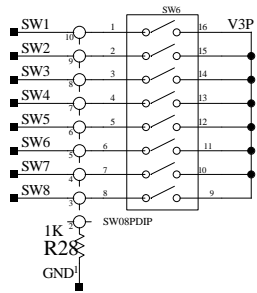 SW6
SW1 10 1 16 V3P
SW2 9 2 15
SW3 8 3 14
SW4 7 4 13
SW5 6 5 12
SW6 5 6 11
SW7 4 7 10
SW8 3 8 9
2 SW08PDIP
1K
R28
GND 1